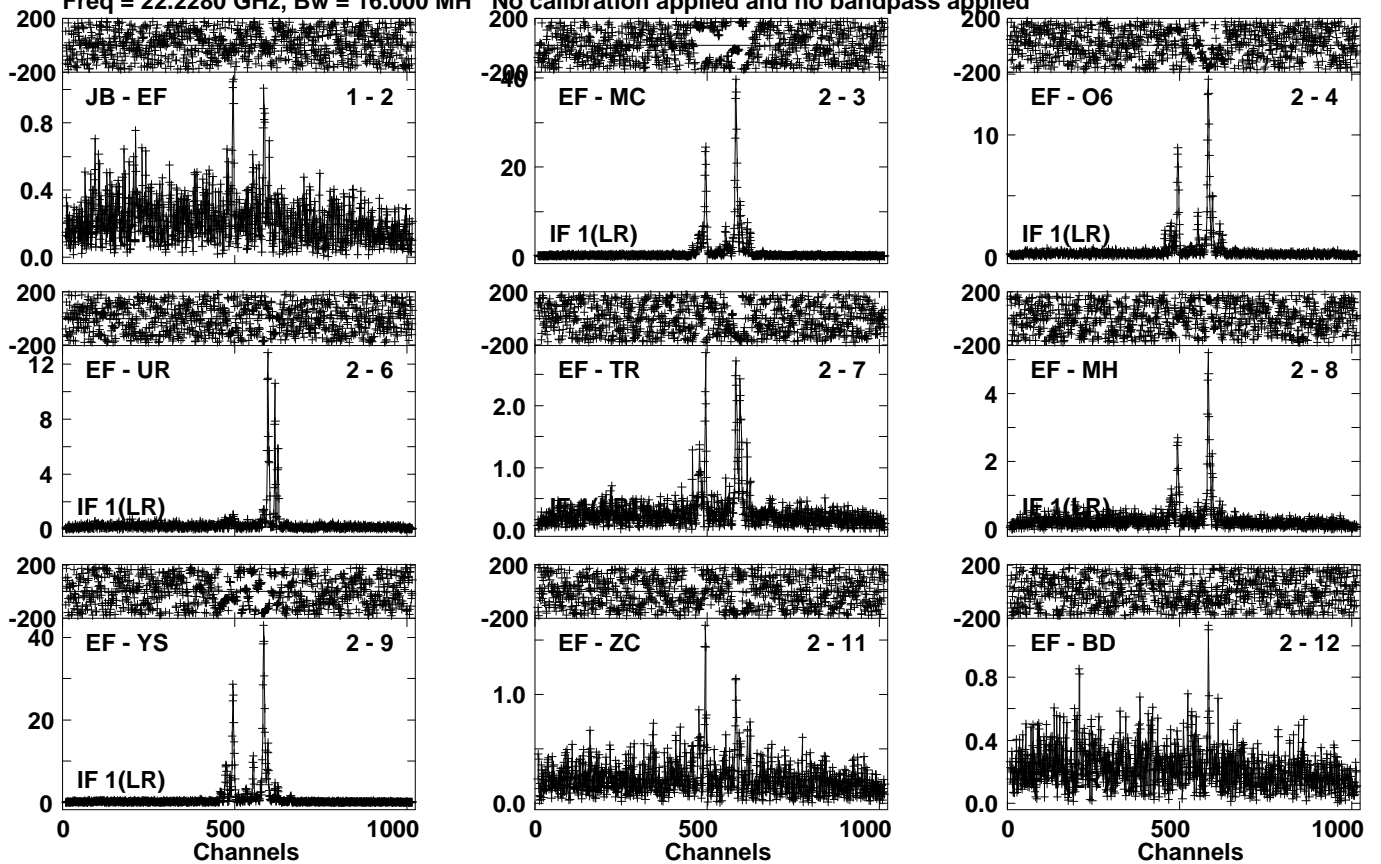 Freq = 22.2280 GHz, Bw = 16.000 MH No calibration applied and no bandpass applied
200
-200
JB - EF 1 - 2
0.8
0.4
0.0
200
-200
40
EF - MC 2 - 3
20
IF 1(LR)
0
200
-200
EF - O6 2 - 4
10
IF 1(LR)
0
200
-200
12
EF - UR 2 - 6
8
4
IF 1(LR)
0
200
-200
EF - TR 2 - 7
2.0
1.0
IF 1(LR)
0.0
200
-200
EF - MH 2 - 8
4
2
IF 1(LR)
0
200
-200
40
EF - YS 2 - 9
20
IF 1(LR)
0
0 500 1000
Channels
200
-200
EF - ZC 2 - 11
1.0
0.0
0 500 1000
Channels
200
-200
EF - BD 2 - 12
0.8
0.4
0.0
0 500 1000
Channels